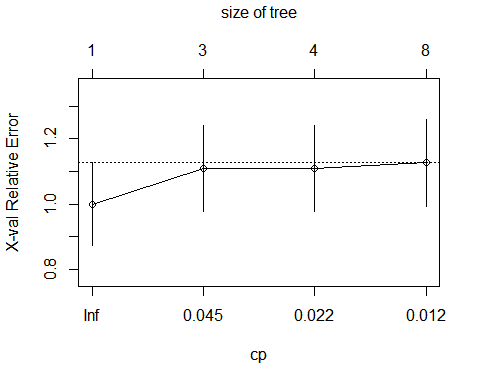 size of tree
1 3 4 8
X-val Relative Error
1.2
1.0
0.8
Inf 0.045 0.022 0.012
cp